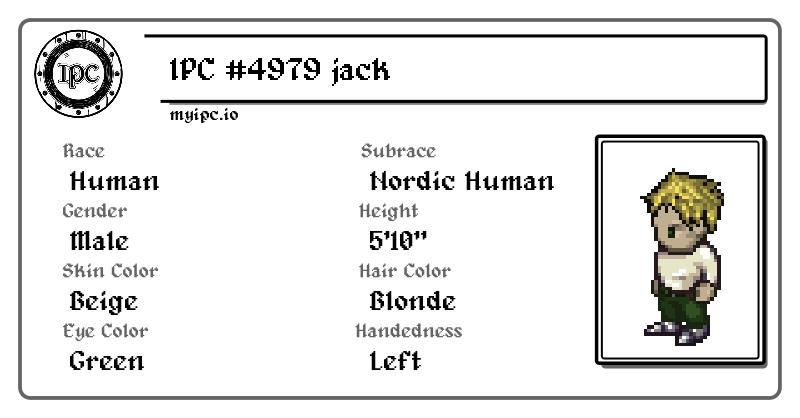 IPC
IPC #4979 jack
myipc.io
Race
Human
Subrace
Nordic Human
Gender
Male
Height
5'10"
Skin Color
Beige
Hair Color
Blonde
Eye Color
Green
Handedness
Left